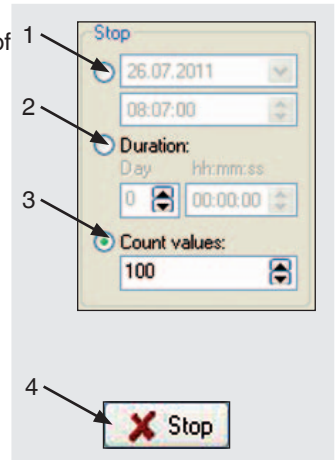 of
Stop
1
26.07.2011
08:07:00
2
Duration:
Day hh:mm:ss
0 00:00:00
3
Count values:
100
4
Stop